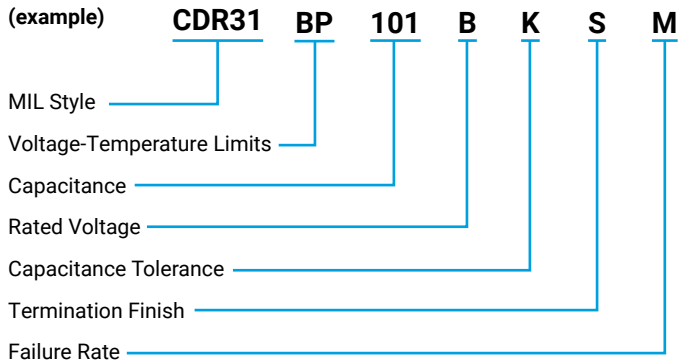 (example) CDR31 BP 101 B K S M
MIL Style
Voltage-Temperature Limits
Capacitance
Rated Voltage
Capacitance Tolerance
Termination Finish
Failure Rate